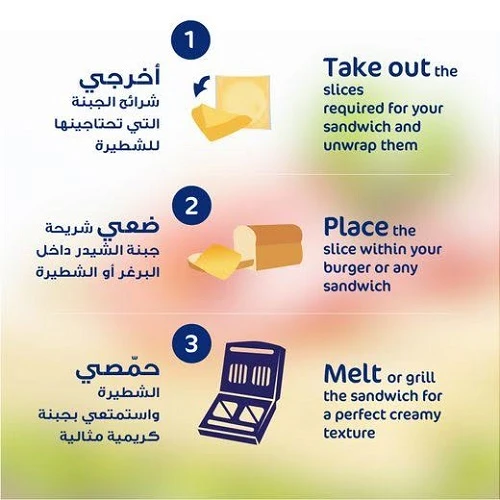 1
أخرجي
شرائح الجبنة
التي تحتاجينها
للشطيرة
Take out the
slices
required for your
sandwich and
unwrap them
2
ضعي شريحة
جبنة الشيدر داخل
البرغر أو الشطيرة
Place the
slice within your
burger or any
sandwich
3
حمّصي
الشطيرة
واستمتعي بجبنة
كريمية مثالية
Melt or grill
the sandwich for
a perfect creamy
texture